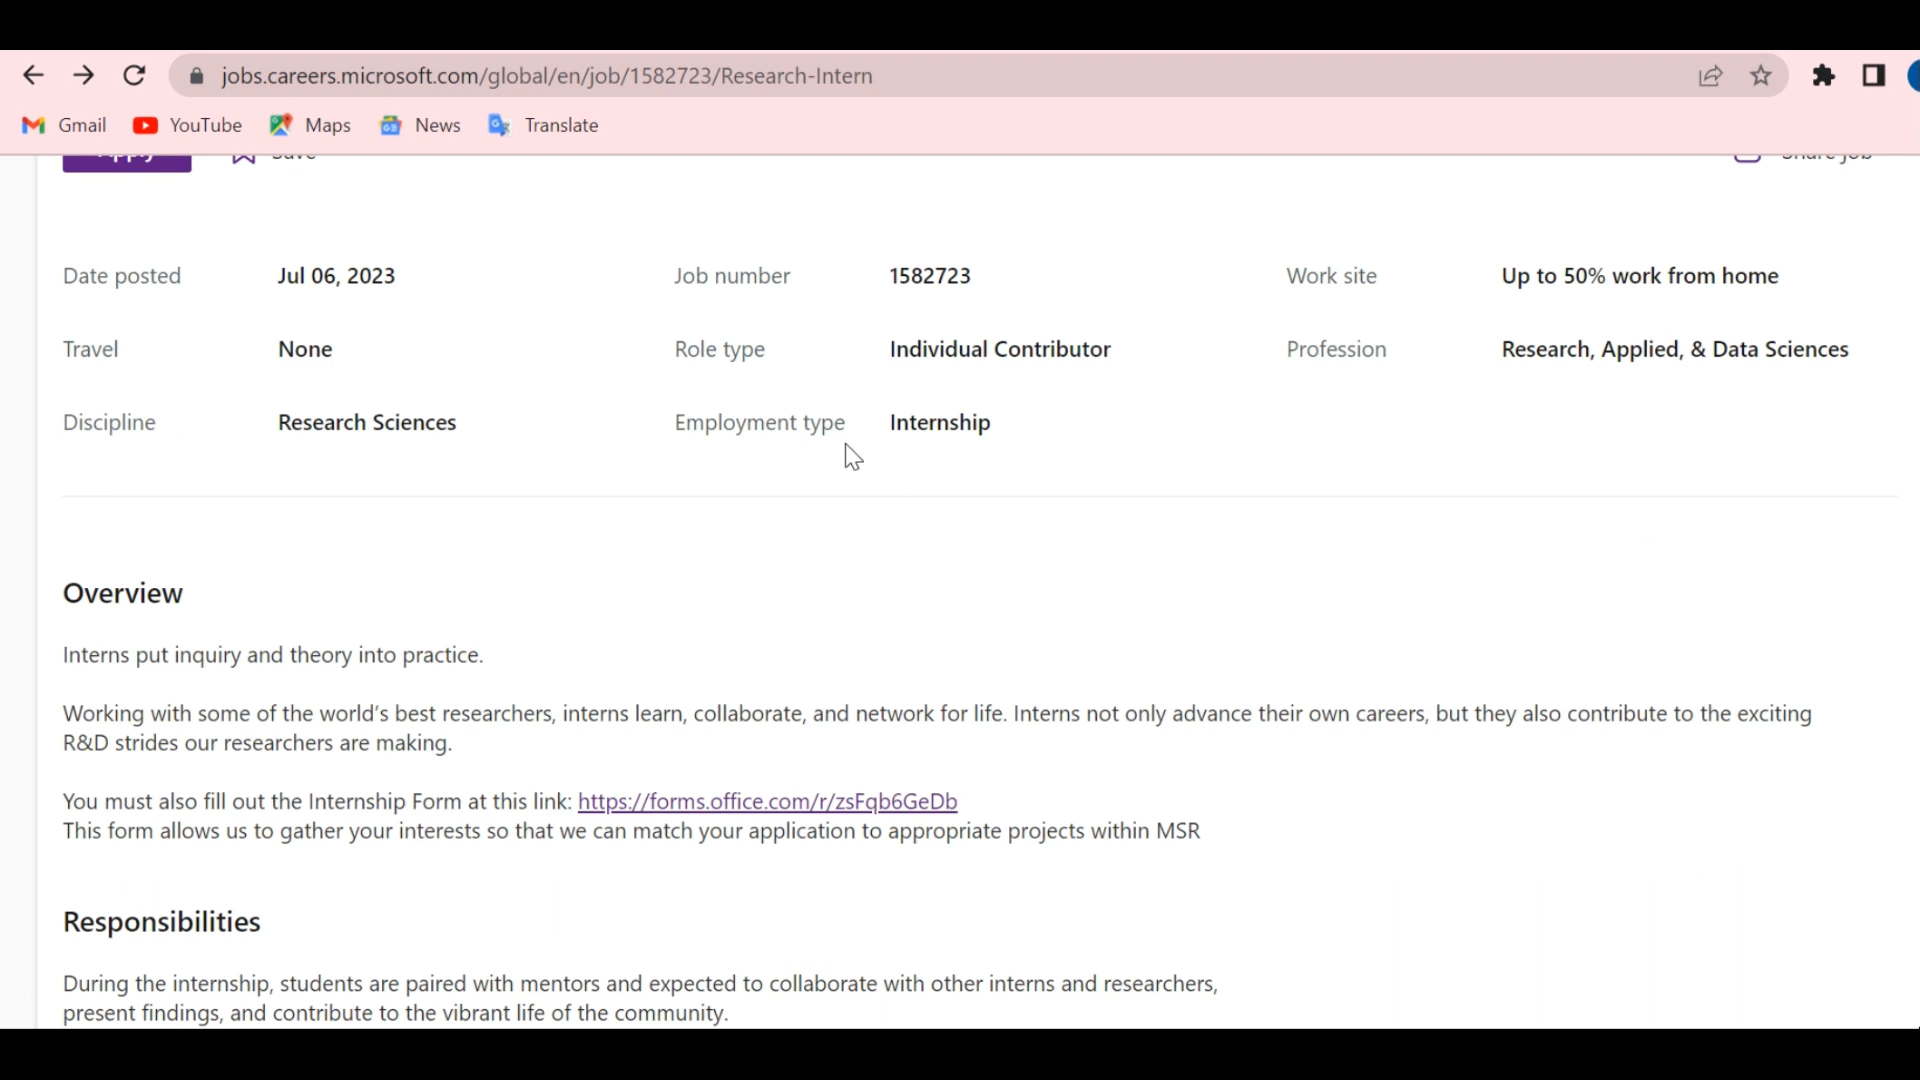 jobs.careers.microsoft.com/global/en/job/1582723/Research-Intern
Gmail YouTube Maps News Translate
Apply Save Share job
Date posted Jul 06, 2023 Job number 1582723 Work site Up to 50% work from home
Travel None Role type Individual Contributor Profession Research, Applied, & Data Sciences
Discipline Research Sciences Employment type Internship
Overview
Interns put inquiry and theory into practice.
Working with some of the world's best researchers, interns learn, collaborate, and network for life. Interns not only advance their own careers, but they also contribute to the exciting
R&D strides our researchers are making.
You must also fill out the Internship Form at this link: https://forms.office.com/r/zsFqb6GeDb
This form allows us to gather your interests so that we can match your application to appropriate projects within MSR
Responsibilities
During the internship, students are paired with mentors and expected to collaborate with other interns and researchers,
present findings, and contribute to the vibrant life of the community.